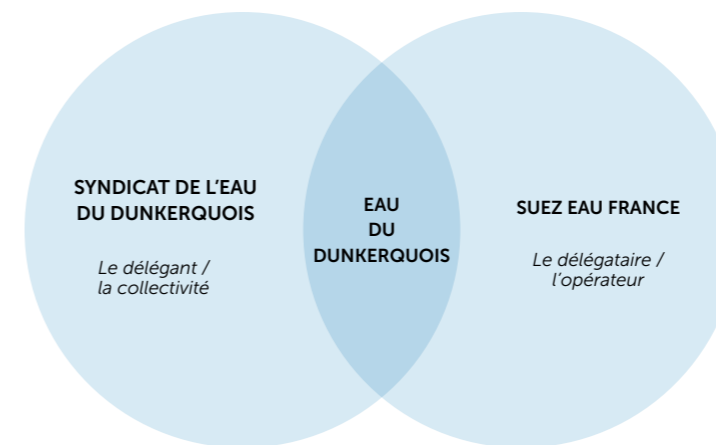 SYNDICAT DE L'EAU
DU DUNKERQUOIS
Le délégant /
la collectivité
EAU
DU
DUNKERQUOIS
SUEZ EAU FRANCE
Le délégataire /
l'opérateur